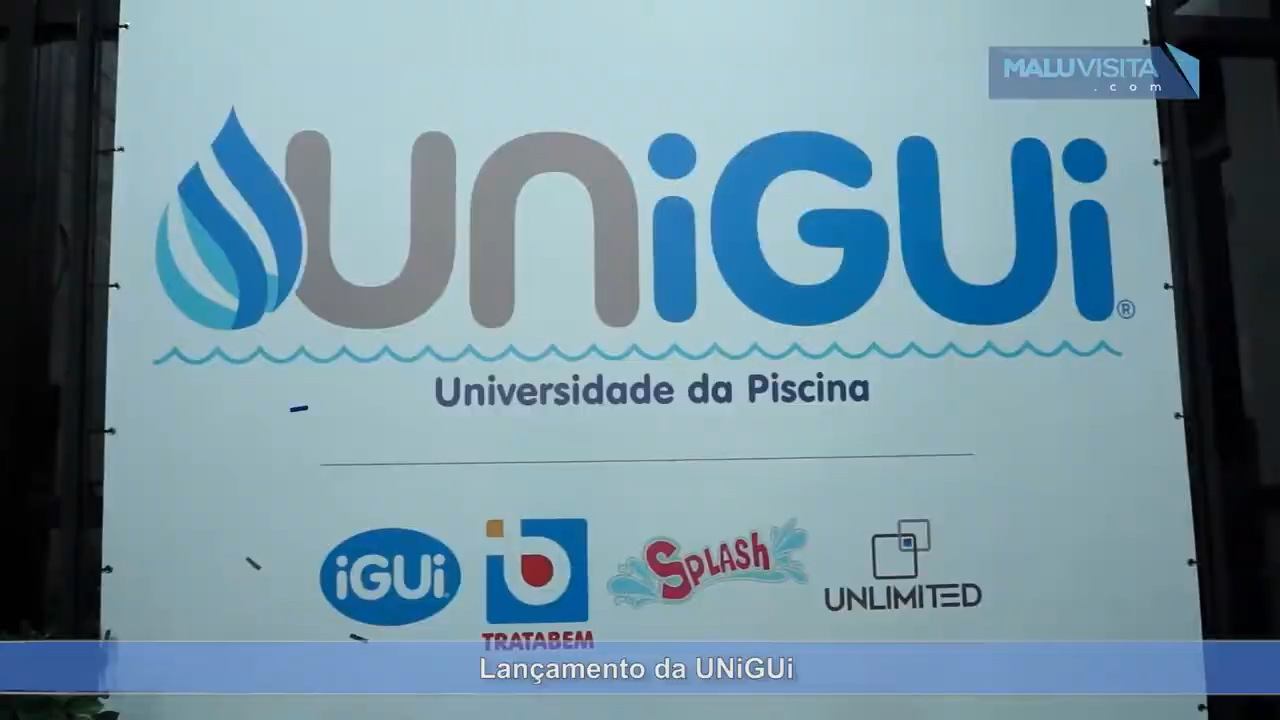 MALUVISITA
.com
UNiGUi®
Universidade da Piscina
iGUi
TRATABEM
SPLASH
UNLIMITED
Lançamento da UNiGUi